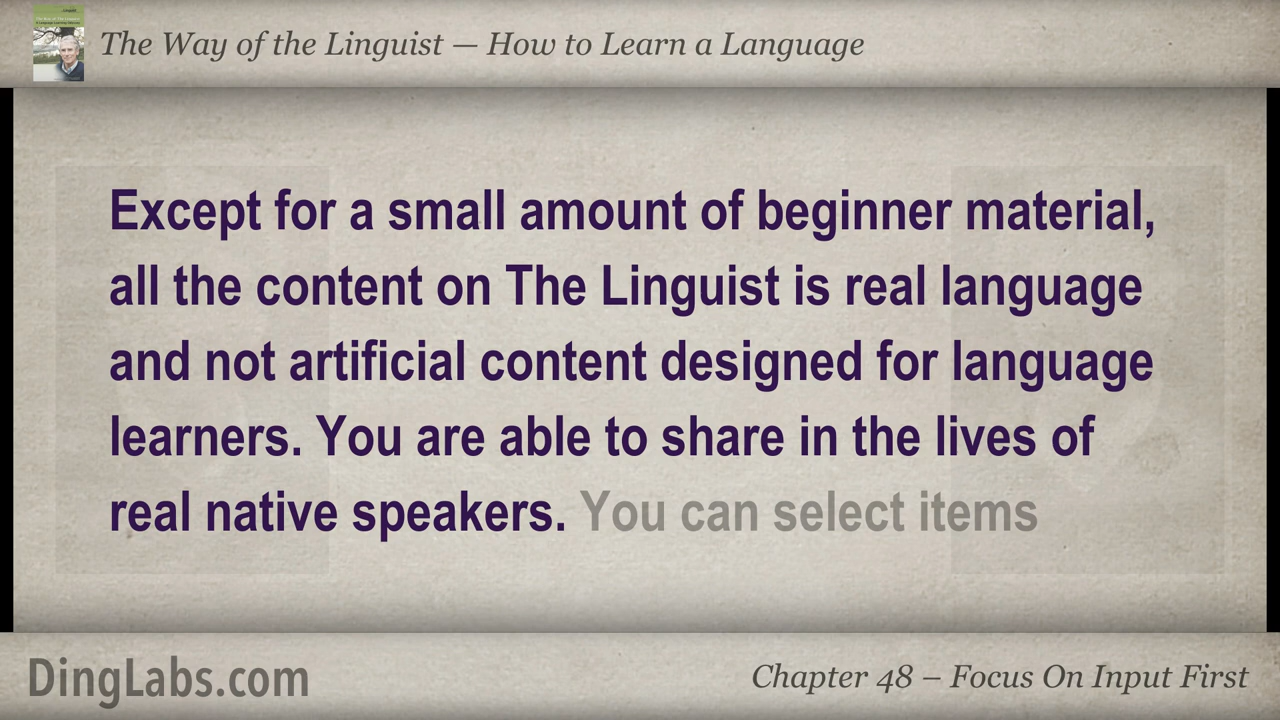 The Way of the Linguist — How to Learn a Language
Except for a small amount of beginner material,
all the content on The Linguist is real language
and not artificial content designed for language
learners. You are able to share in the lives of
real native speakers. You can select items
DingLabs.com
Chapter 48 – Focus On Input First